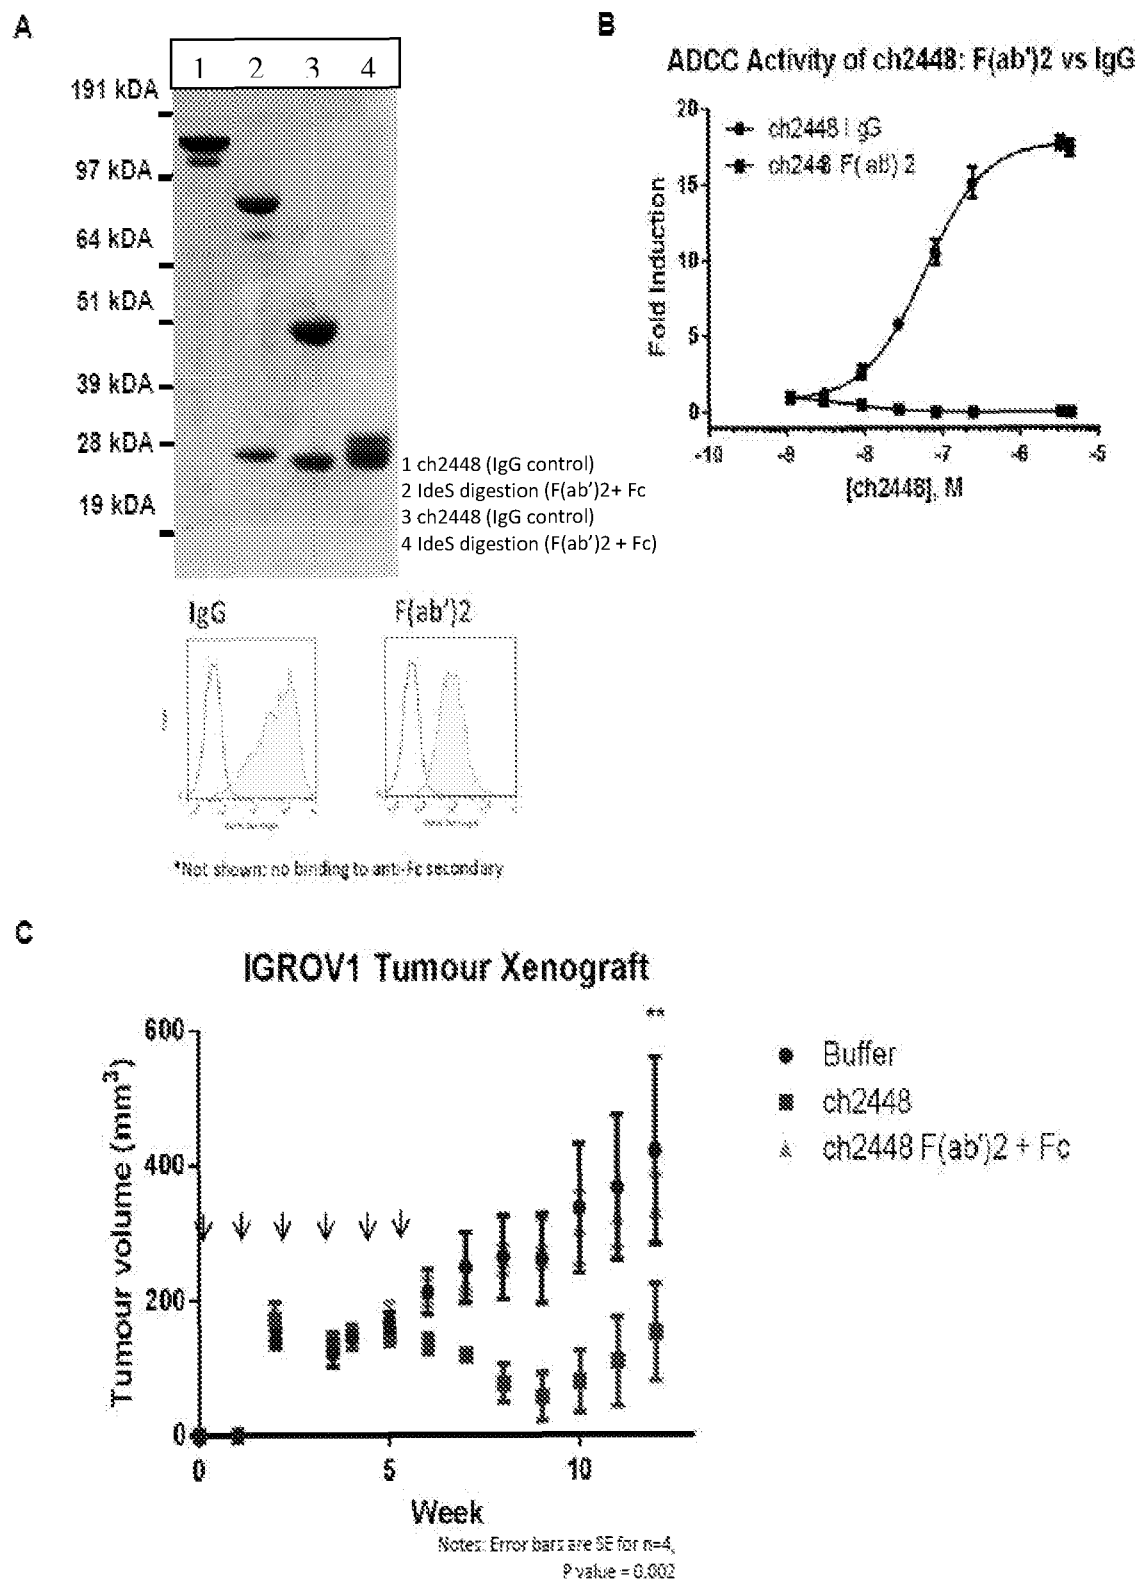 A
1 2 3 4
191 kDA
97 kDA
64 kDA
51 kDA
39 kDA
28 kDA
19 kDA
1 ch2448 (IgG control)
2 IdeS digestion (F(ab')2+ Fc
3 ch2448 (IgG control)
4 IdeS digestion (F(ab')2 + Fc)
IgG
F(ab')2
*Not shown: no binding to anti-Fc secondary
B
ADCC Activity of ch2448: F(ab')2 vs IgG
ch2448 I gG
ch2448 F( ab) 2
Fold Induction
20
15
10
5
0
-10 -9 -8 -7 -6 -5
[ch2448], M
C
IGROV1 Tumour Xenograft
**
Tumour volume (mm³)
600
400
200
0
0 5 10
Week
Buffer
ch2448
ch2448 F(ab')2 + Fc
Notes: Error bars are SE for n=4,
P value = 0.002